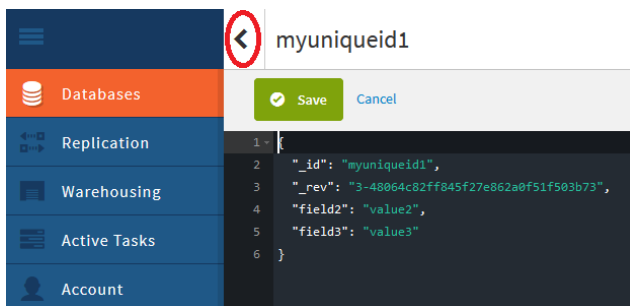 myuniqueid1
Databases
Replication
Warehousing
Active Tasks
Account
Save Cancel
1 {
2 "_id": "myuniqueid1",
3 "_rev": "3-48064c82ff845f27e862a0f51f503b73",
4 "field2": "value2",
5 "field3": "value3"
6 }